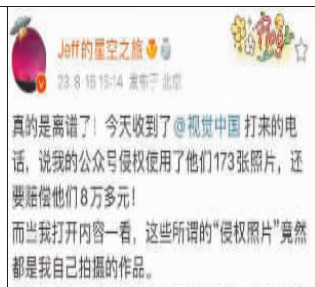 Jeff的星空之旅
23-8-15 15:14 发布于 北京
真的是离谱了！今天收到了@视觉中国 打来的电
话，说我的公众号侵权使用了他们173张照片，还
要赔偿他们8万多元！
而当我打开内容一看，这些所谓的“侵权照片”竟然
都是我自己拍摄的作品。